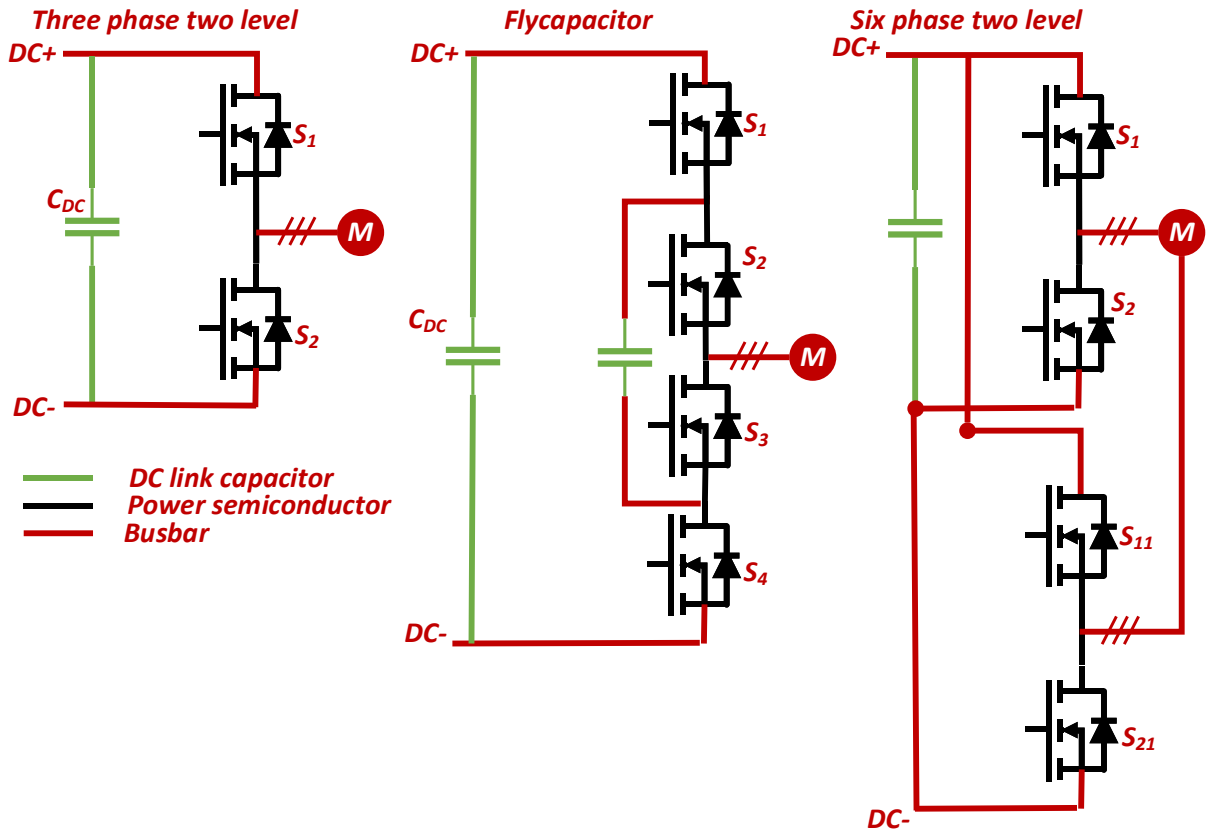 Three phase two level
DC+
S1
CDC
M
S2
DC-
DC link capacitor
Power semiconductor
Busbar
Flycapacitor
DC+
S1
S2
CDC
M
S3
S4
DC-
Six phase two level
DC+
S1
M
S2
S11
S21
DC-